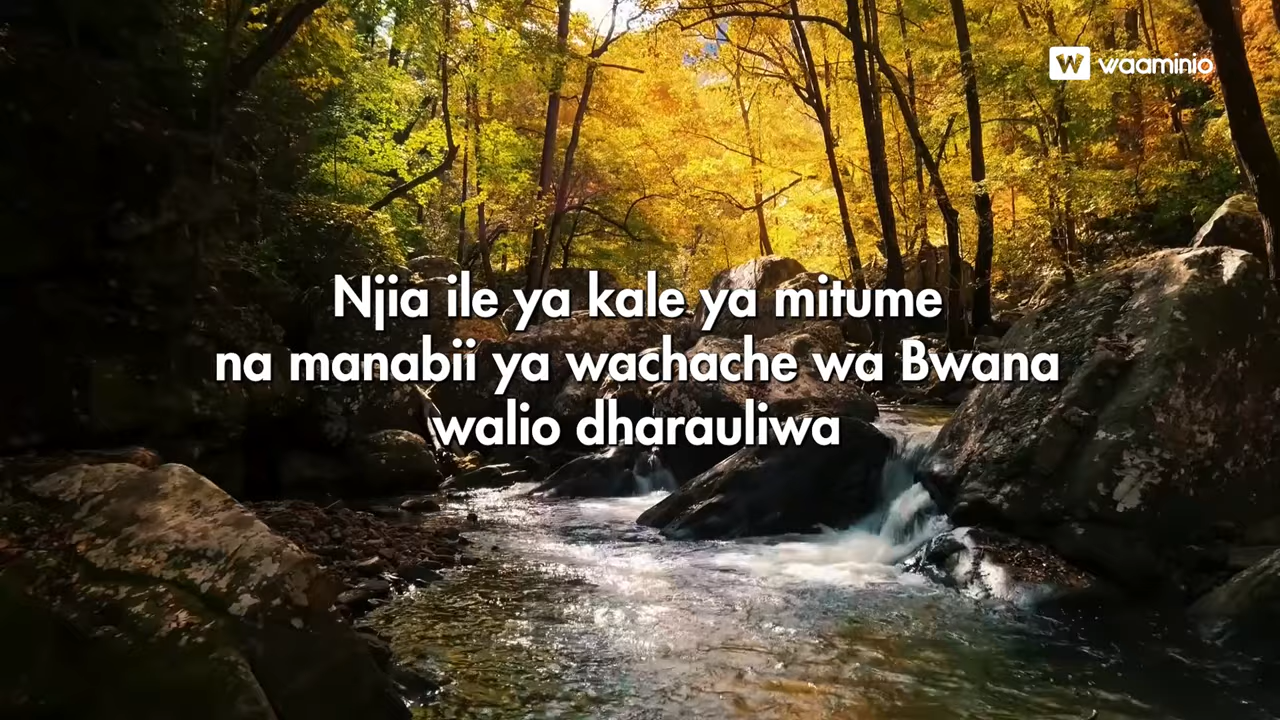 W waaminio
Njia ile ya kale ya mitume
na manabii ya wachache wa Bwana
walio dharauliwa